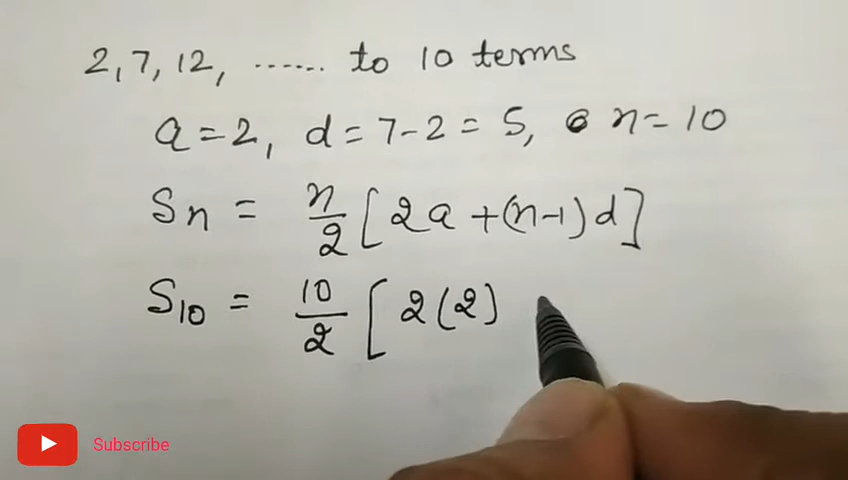 2, 7, 12, ...... to 10 terms
a = 2, d = 7 - 2 = 5, n = 10
Sn = n/2 [ 2a + (n-1) d ]
S10 = 10/2 [ 2(2)
Subscribe